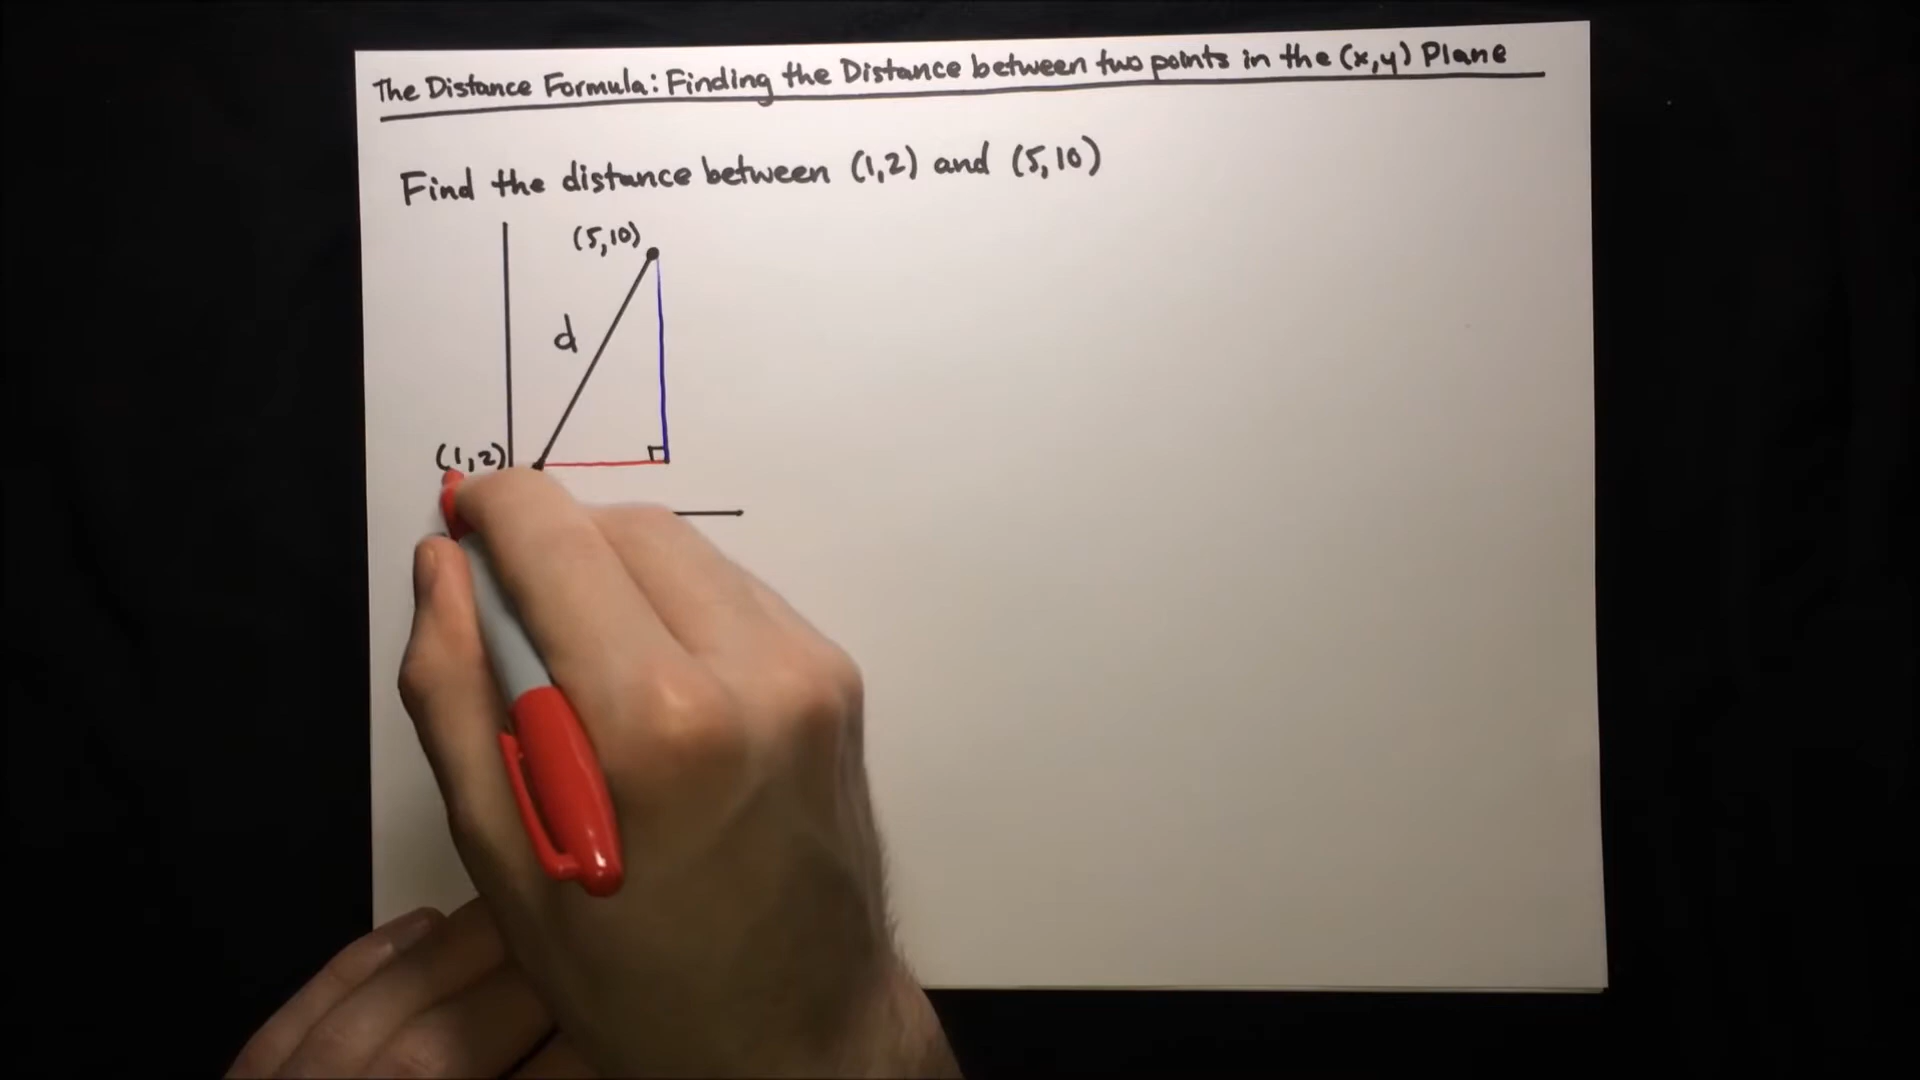 The Distance Formula: Finding the Distance between two points in the (x,y) Plane
Find the distance between (1,2) and (5,10)
(5,10)
d
(1,2)